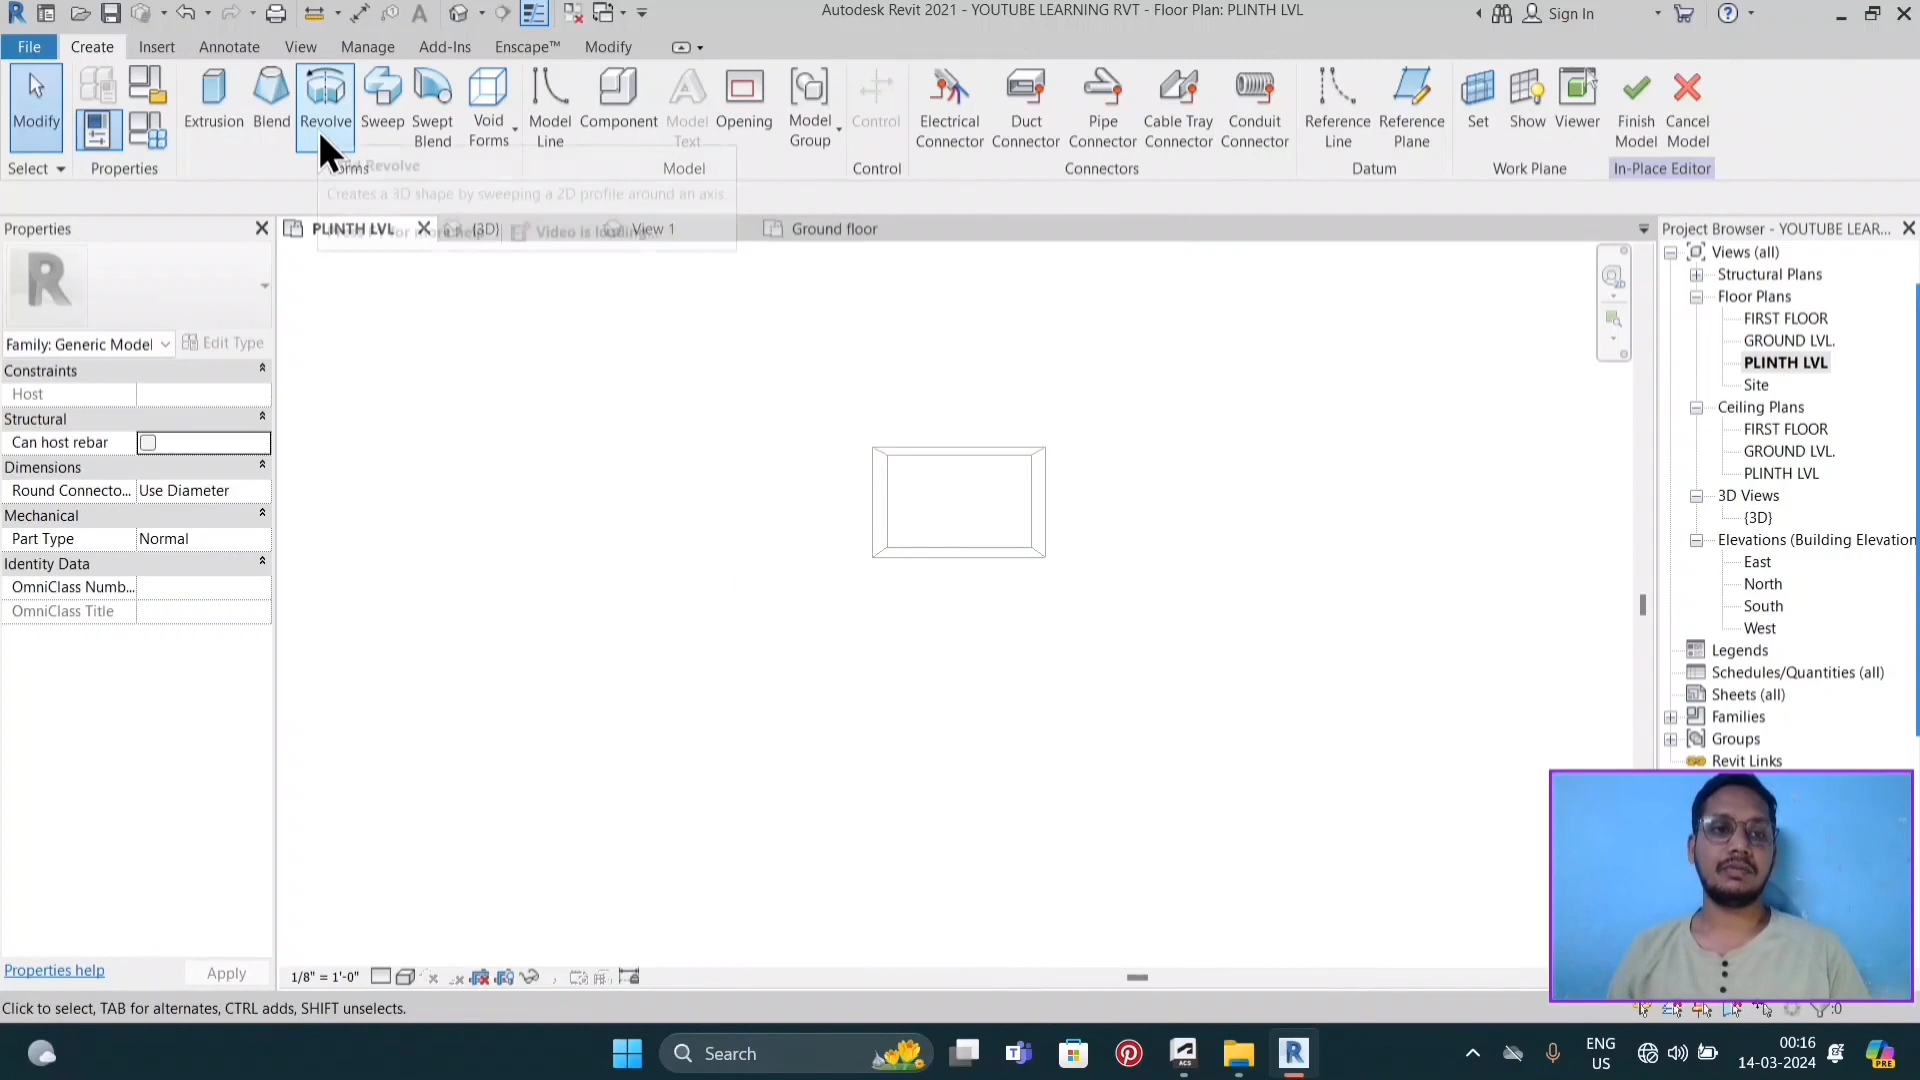 Autodesk Revit 2021 - YOUTUBE LEARNING RVT - Floor Plan: PLINTH LVL
Sign In
File Create Insert Annotate View Manage Add-Ins Enscape™ Modify
Modify
Extrusion Blend Revolve Sweep Swept Blend Void Forms
Model Line Component Model Text Opening Model Group
Control
Electrical Connector Duct Connector Pipe Connector Cable Tray Connector Conduit Connector
Reference Line Reference Plane
Set Show Viewer
Finish Model Cancel Model
Select Properties Model Control Connectors Datum Work Plane In-Place Editor
Revolve
Creates a 3D shape by sweeping a 2D profile around an axis.
Video is loading...
Properties
PLINTH LVL
{3D}
View 1
Ground floor
Family: Generic Model
Edit Type
Constraints
Host
Structural
Can host rebar
Dimensions
Round Connecto... Use Diameter
Mechanical
Part Type Normal
Identity Data
OmniClass Numb...
OmniClass Title
Properties help
Apply
2D
Project Browser - YOUTUBE LEAR...
Views (all)
Structural Plans
Floor Plans
FIRST FLOOR
GROUND LVL.
PLINTH LVL
Site
Ceiling Plans
FIRST FLOOR
GROUND LVL.
PLINTH LVL
3D Views
{3D}
Elevations (Building Elevation
East
North
South
West
Legends
Schedules/Quantities (all)
Sheets (all)
Families
Groups
Revit Links
1/8" = 1'-0"
Click to select, TAB for alternates, CTRL adds, SHIFT unselects.
:0
Search
ACS
ENG
US
00:16
14-03-2024
PRE